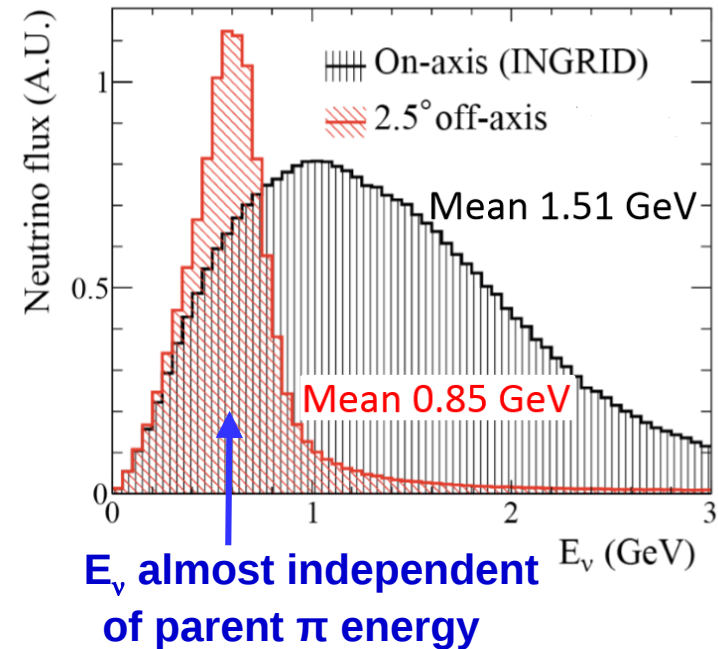 Neutrino flux (A.U.)
On-axis (INGRID)
2.5° off-axis
1
Mean 1.51 GeV
0.5
Mean 0.85 GeV
0
0 1 2 3
Eν (GeV)
Eν almost independent
of parent π energy